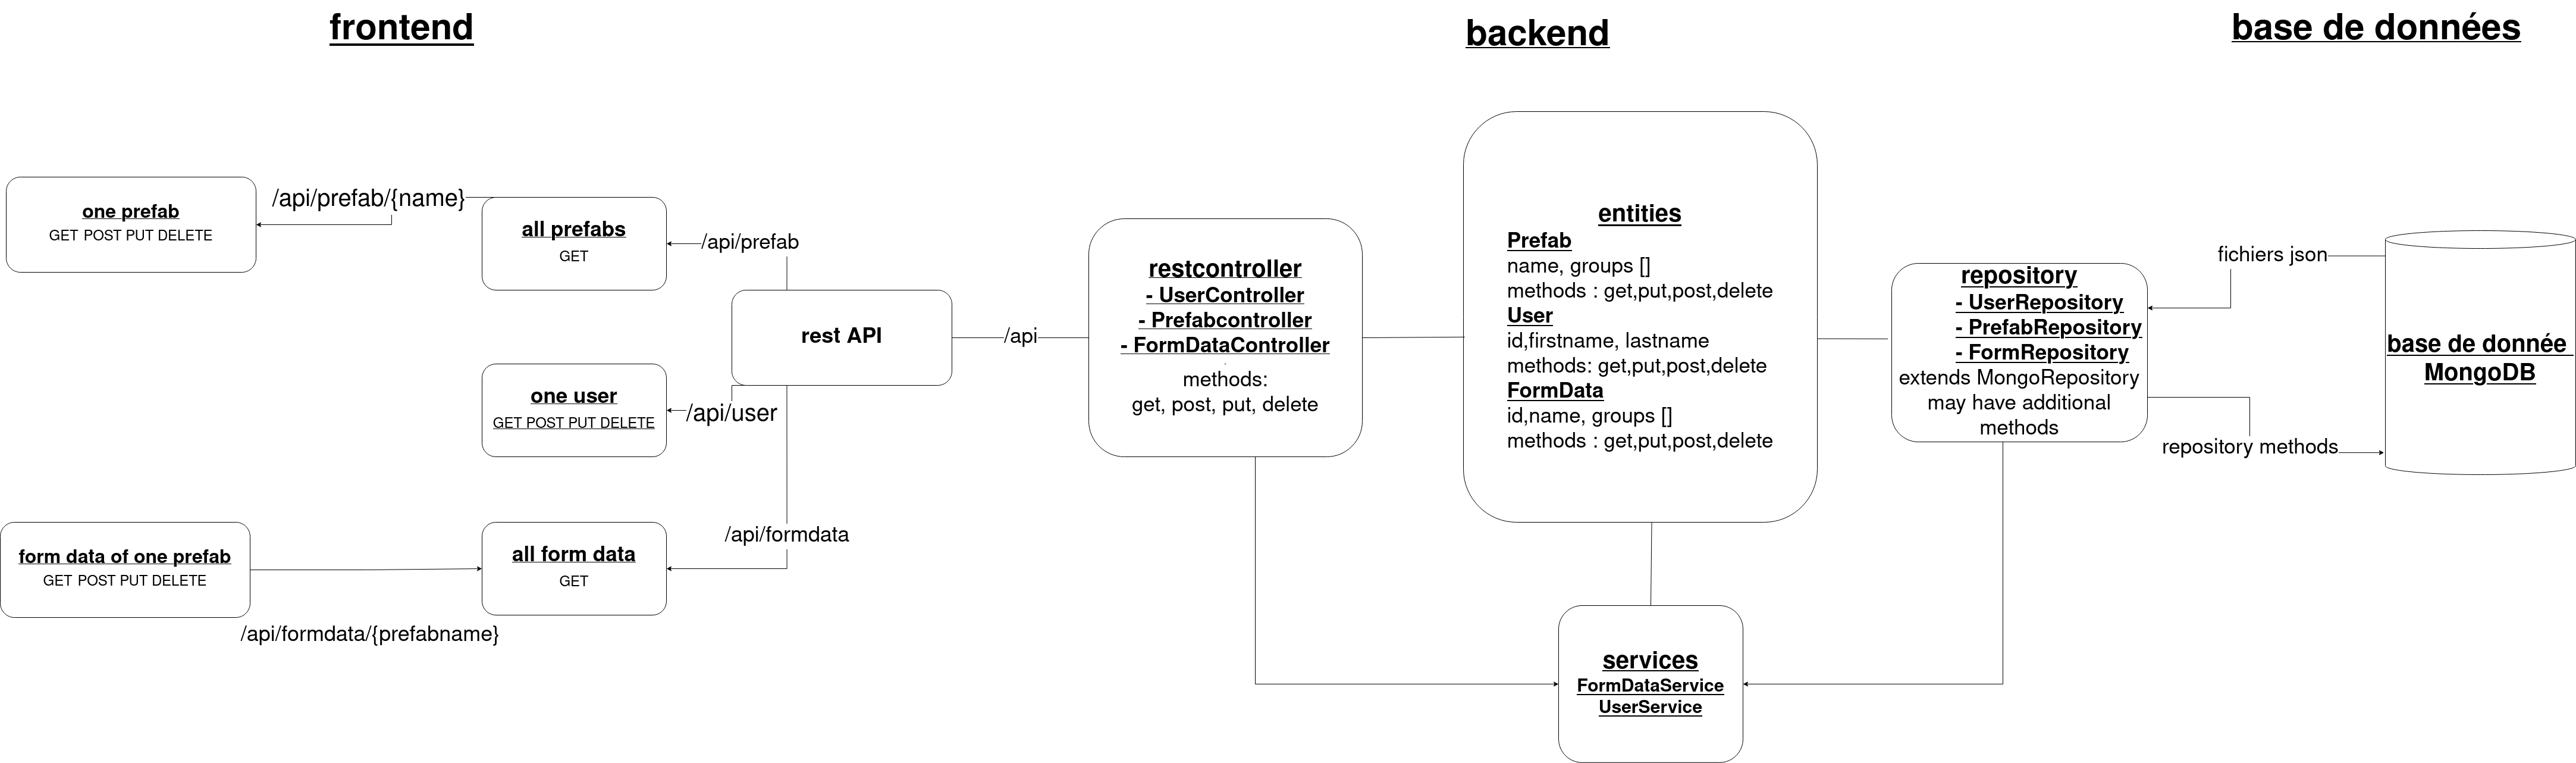 frontend
backend
base de données
one prefab
GET POST PUT DELETE
/api/prefab/{name}
all prefabs
GET
/api/prefab
rest API
/api
one user
GET POST PUT DELETE
/api/user
form data of one prefab
GET POST PUT DELETE
/api/formdata/{prefabname}
all form data
GET
/api/formdata
restcontroller
- UserController
- Prefabcontroller
- FormDataController
methods:
get, post, put, delete
entities
Prefab
name, groups []
methods : get,put,post,delete
User
id,firstname, lastname
methods: get,put,post,delete
FormData
id,name, groups []
methods : get,put,post,delete
services
FormDataService
UserService
repository
- UserRepository
- PrefabRepository
- FormRepository
extends MongoRepository
may have additional
methods
fichiers json
repository methods
base de donnée
MongoDB